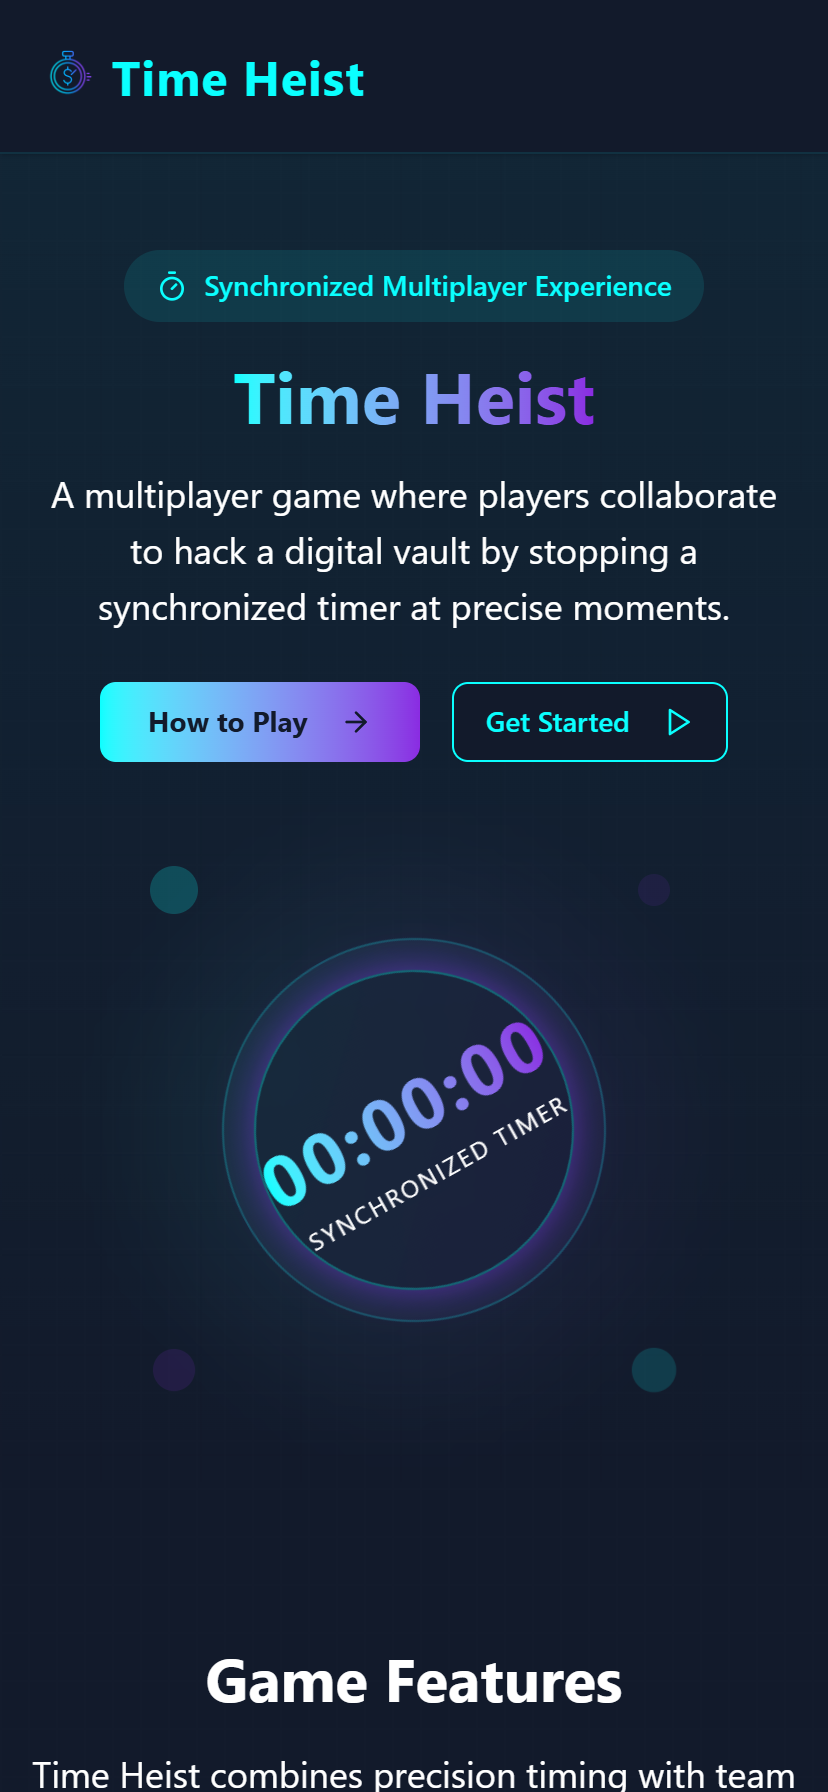 Time Heist
Synchronized Multiplayer Experience
Time Heist
A multiplayer game where players collaborate
to hack a digital vault by stopping a
synchronized timer at precise moments.
How to Play
Get Started
00:00:00
SYNCHRONIZED TIMER
Game Features
Time Heist combines precision timing with team